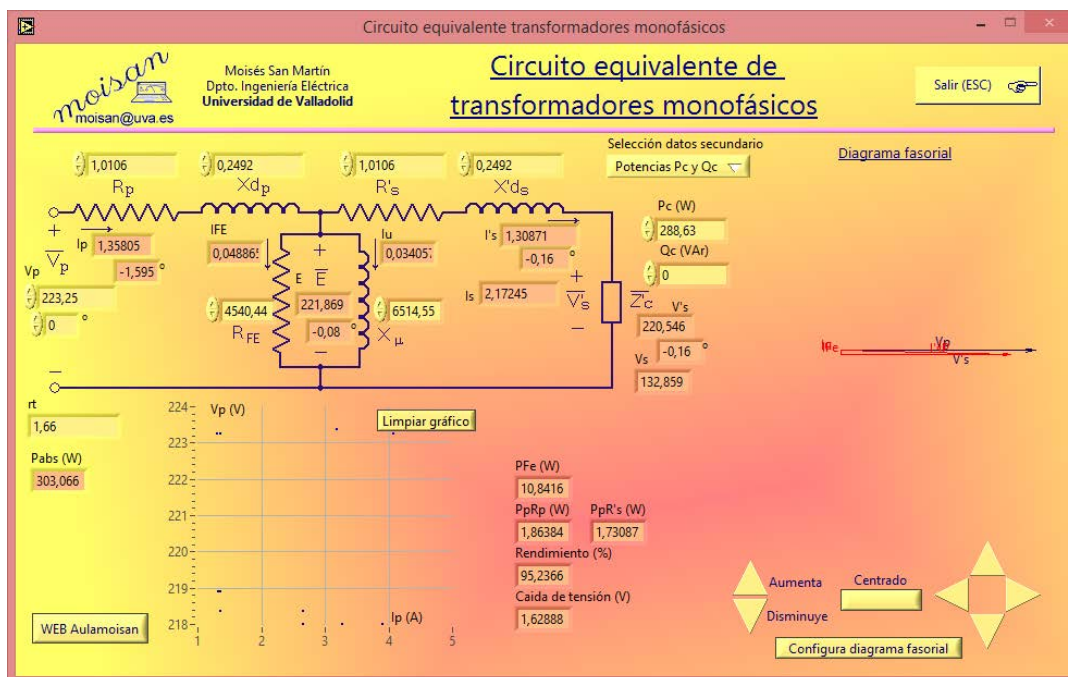 Circuito equivalente transformadores monofásicos
moisan
moisan@uva.es
Moisés San Martín
Dpto. Ingeniería Eléctrica
Universidad de Valladolid
Circuito equivalente de
transformadores monofásicos
Salir (ESC)
Selección datos secundario
Potencias Pc y Qc
Diagrama fasorial
1,0106
0,2492
1,0106
0,2492
Rp
Xdp
R's
X'ds
Pc (W)
288,63
Qc (VAr)
0
+
Ip
1,35805
-1,595 °
IFE
0,04886
Iu
0,03405
I's
1,30871
-0,16 °
Is
2,17245
Vp
Vp
223,25
0 °
+
E
E
221,869
-0,08 °
4540,44
RFE
6514,55
Xμ
+
V's
Z'c
V's
220,546
-0,16 °
Vs
132,859
Vp
V's
rt
1,66
Pabs (W)
303,066
Vp (V)
224
223
222
221
220
219
218
1
2
3
4
5
Ip (A)
Limpiar gráfico
PFe (W)
10,8416
PpRp (W)
PpR's (W)
1,86384
1,73087
Rendimiento (%)
95,2366
Caida de tensión (V)
1,62888
Aumenta
Disminuye
Centrado
Configura diagrama fasorial
WEB Aulamoisan